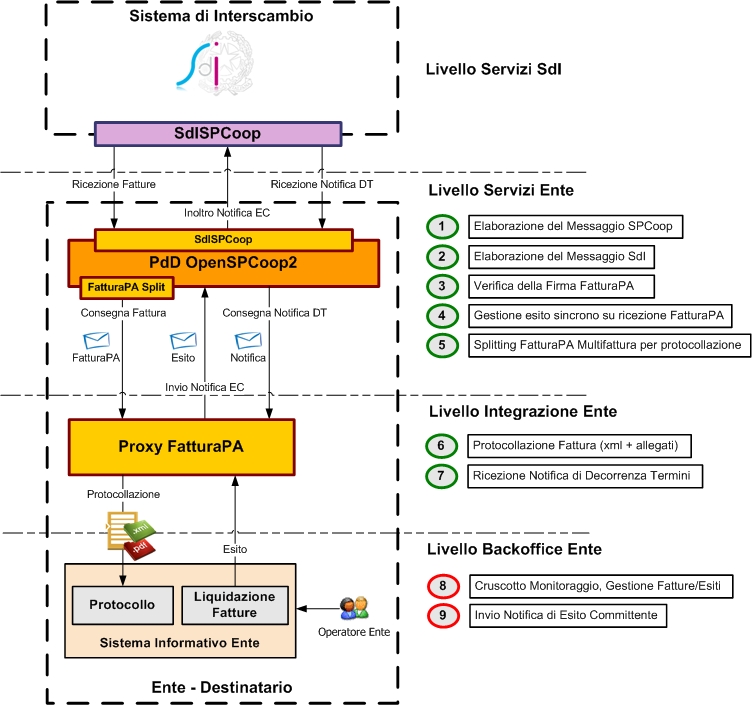 Sistema di Interscambio
sdi
Livello Servizi SdI
SdISPCoop
Ricezione Fatture
Ricezione Notifica DT
Inoltro Notifica EC
Livello Servizi Ente
SdISPCoop
PdD OpenSPCoop2
FatturaPA Split
1 Elaborazione del Messaggio SPCoop
2 Elaborazione del Messaggio SdI
3 Verifica della Firma FatturaPA
4 Gestione esito sincrono su ricezione FatturaPA
5 Splitting FatturaPA Multifattura per protocollazione
Consegna Fattura
Consegna Notifica DT
FatturaPA
Esito
Notifica
Invio Notifica EC
Livello Integrazione Ente
Proxy FatturaPA
6 Protocollazione Fattura (xml + allegati)
7 Ricezione Notifica di Decorrenza Termini
Protocollazione
.xml
.pdf
Esito
Livello Backoffice Ente
Protocollo
Liquidazione
Fatture
Sistema Informativo Ente
Operatore Ente
8 Cruscotto Monitoraggio, Gestione Fatture/Esiti
9 Invio Notifica di Esito Committente
Ente - Destinatario